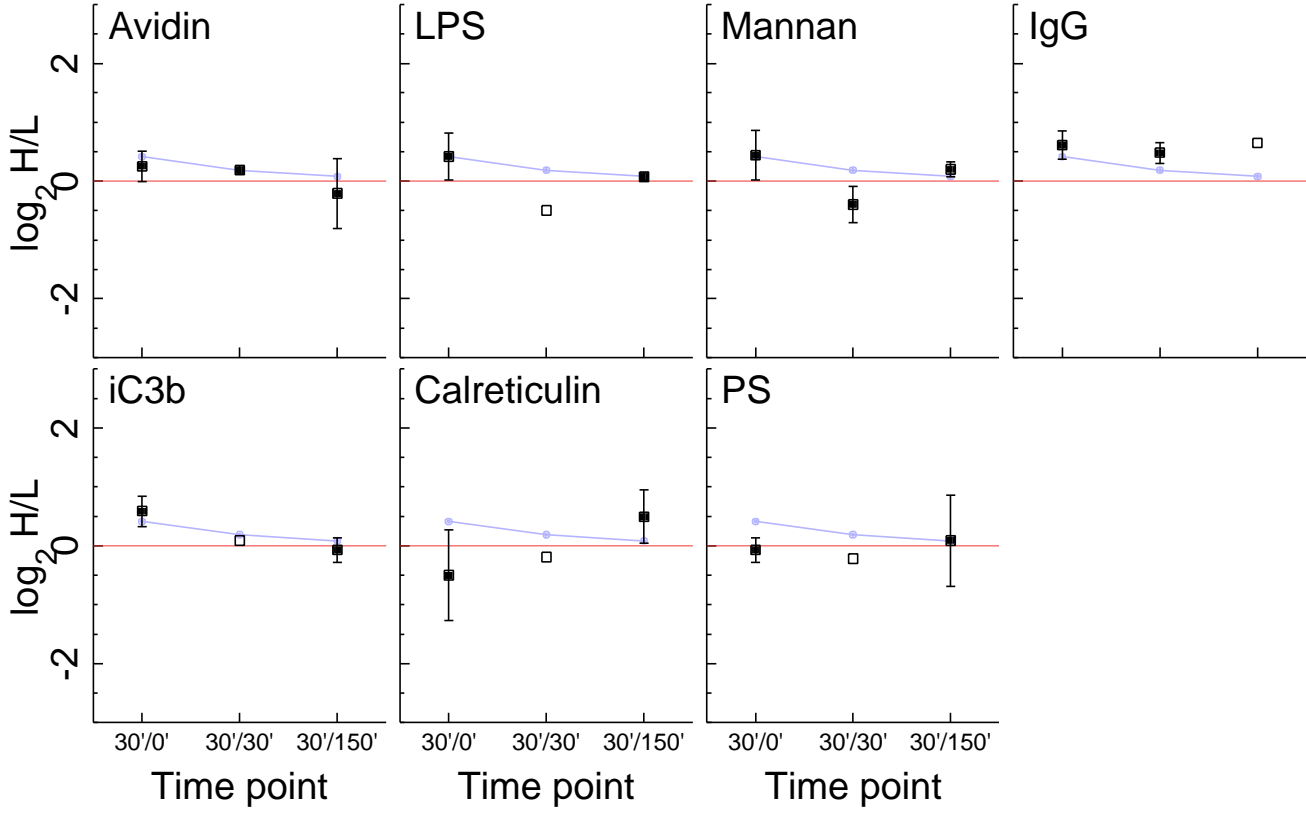 Avidin LPS Mannan IgG
2
0
-2
log2 H/L
iC3b Calreticulin PS
2
0
-2
log2 H/L
30'/0' 30'/30' 30'/150' 30'/0' 30'/30' 30'/150' 30'/0' 30'/30' 30'/150'
Time point Time point Time point